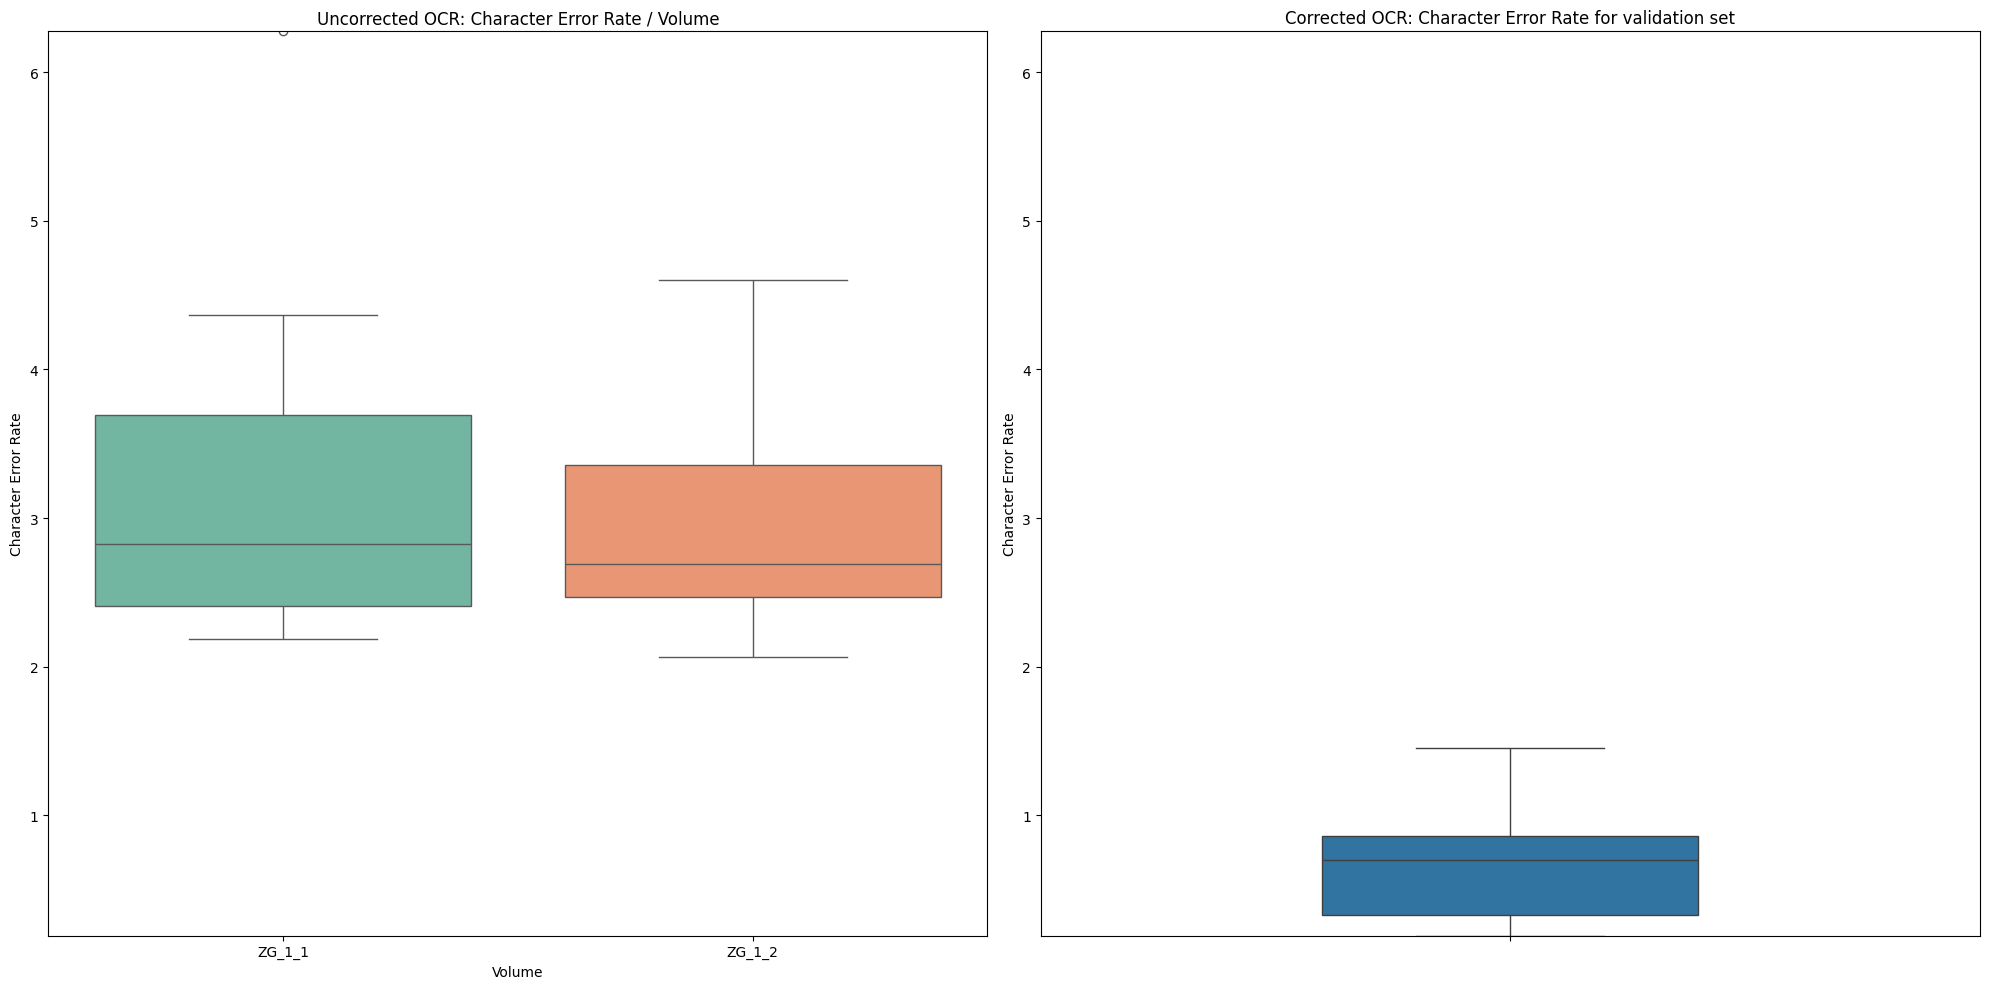 Uncorrected OCR: Character Error Rate / Volume
Character Error Rate
6
5
4
3
2
1
ZG_1_1
ZG_1_2
Volume
Corrected OCR: Character Error Rate for validation set
Character Error Rate
6
5
4
3
2
1